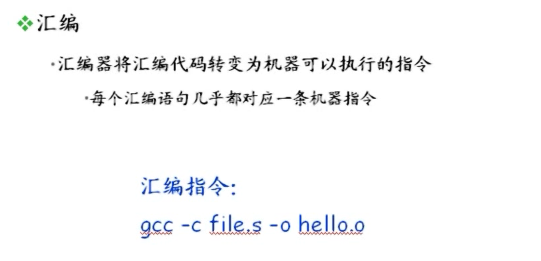 汇编
汇编器将汇编代码转变为机器可以执行的指令
每个汇编语句几乎都对应一条机器指令
汇编指令:
gcc -c file.s -o hello.o